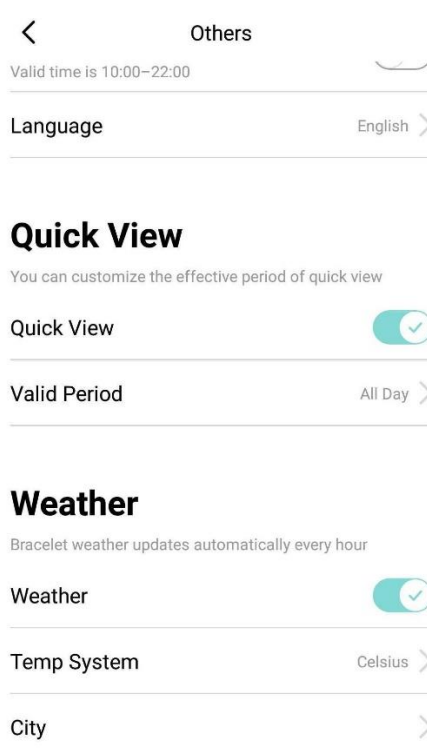 Others
Valid time is 10:00-22:00
Language English
Quick View
You can customize the effective period of quick view
Quick View
Valid Period All Day
Weather
Bracelet weather updates automatically every hour
Weather
Temp System Celsius
City